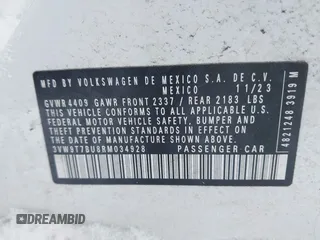 MFD BY VOLKSWAGEN DE MEXICO S.A. DE C.V.
MEXICO 11/23
GVWR 4409 GAWR FRONT 2337 / REAR 2183 LBS
THIS VEHICLE CONFORMS TO ALL APPLICABLE U.S.
FEDERAL MOTOR VEHICLE SAFETY, BUMPER, AND
THEFT PREVENTION STANDARDS IN EFFECT ON THE
DATE OF MANUFACTURE SHOWN ABOVE.
3VW9T7BU8RM034928 PASSENGER CAR
4821248 3919 M
DREAMBID